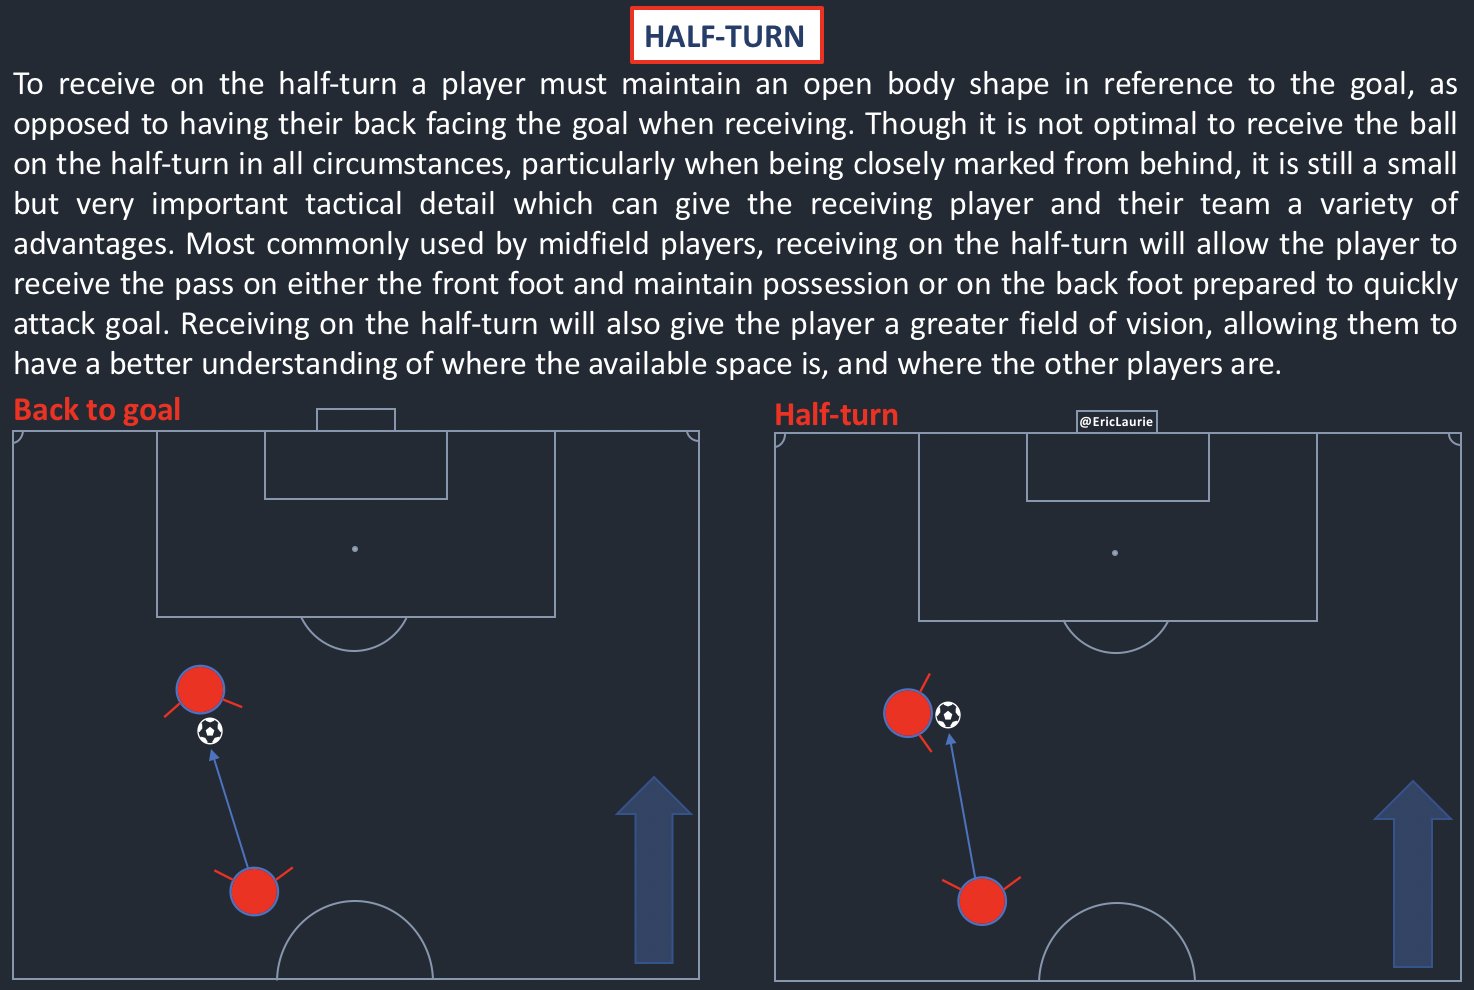 HALF-TURN
To receive on the half-turn a player must maintain an open body shape in reference to the goal, as
opposed to having their back facing the goal when receiving. Though it is not optimal to receive the ball
on the half-turn in all circumstances, particularly when being closely marked from behind, it is still a small
but very important tactical detail which can give the receiving player and their team a variety of
advantages. Most commonly used by midfield players, receiving on the half-turn will allow the player to
receive the pass on either the front foot and maintain possession or on the back foot prepared to quickly
attack goal. Receiving on the half-turn will also give the player a greater field of vision, allowing them to
have a better understanding of where the available space is, and where the other players are.
Back to goal
Half-turn
@EricLaurie